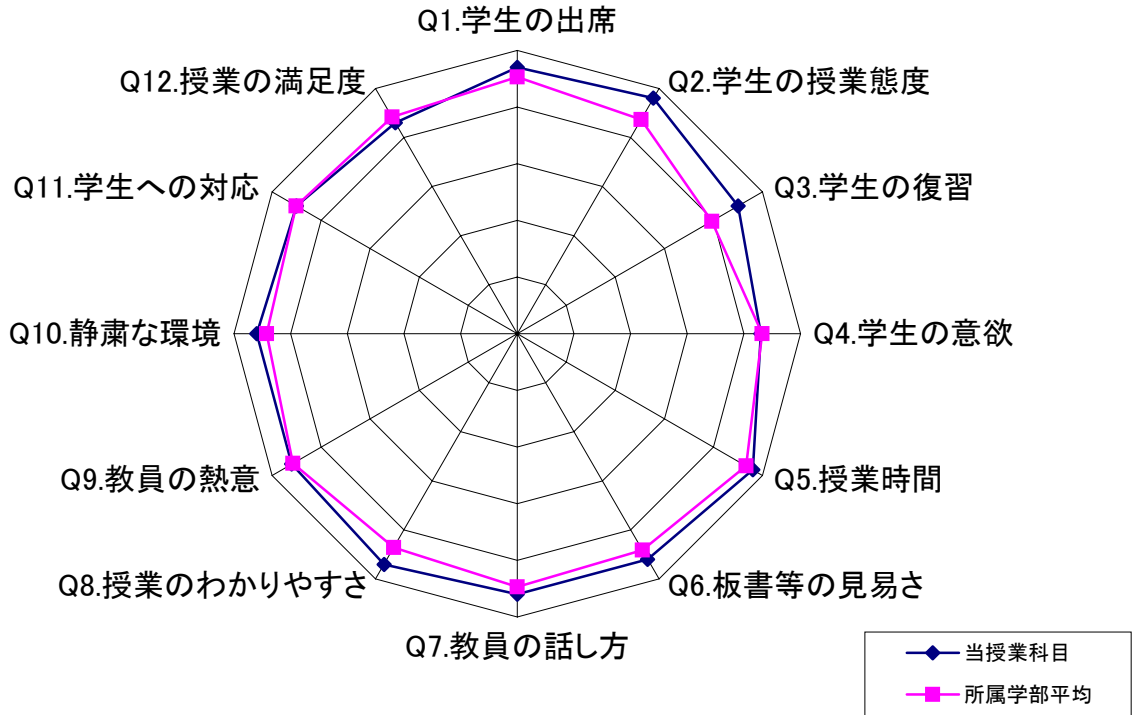 Q1.学生の出席
Q2.学生の授業態度
Q3.学生の復習
Q4.学生の意欲
Q5.授業時間
Q6.板書等の見易さ
Q7.教員の話し方
Q8.授業のわかりやすさ
Q9.教員の熱意
Q10.静粛な環境
Q11.学生への対応
Q12.授業の満足度
当授業科目
所属学部平均